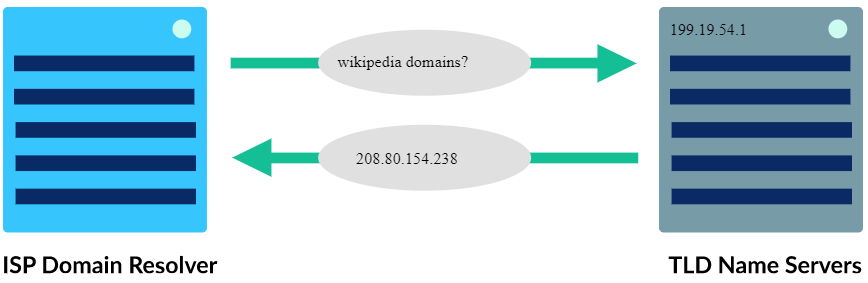 199.19.54.1
wikipedia domains?
208.80.154.238
ISP Domain Resolver
TLD Name Servers